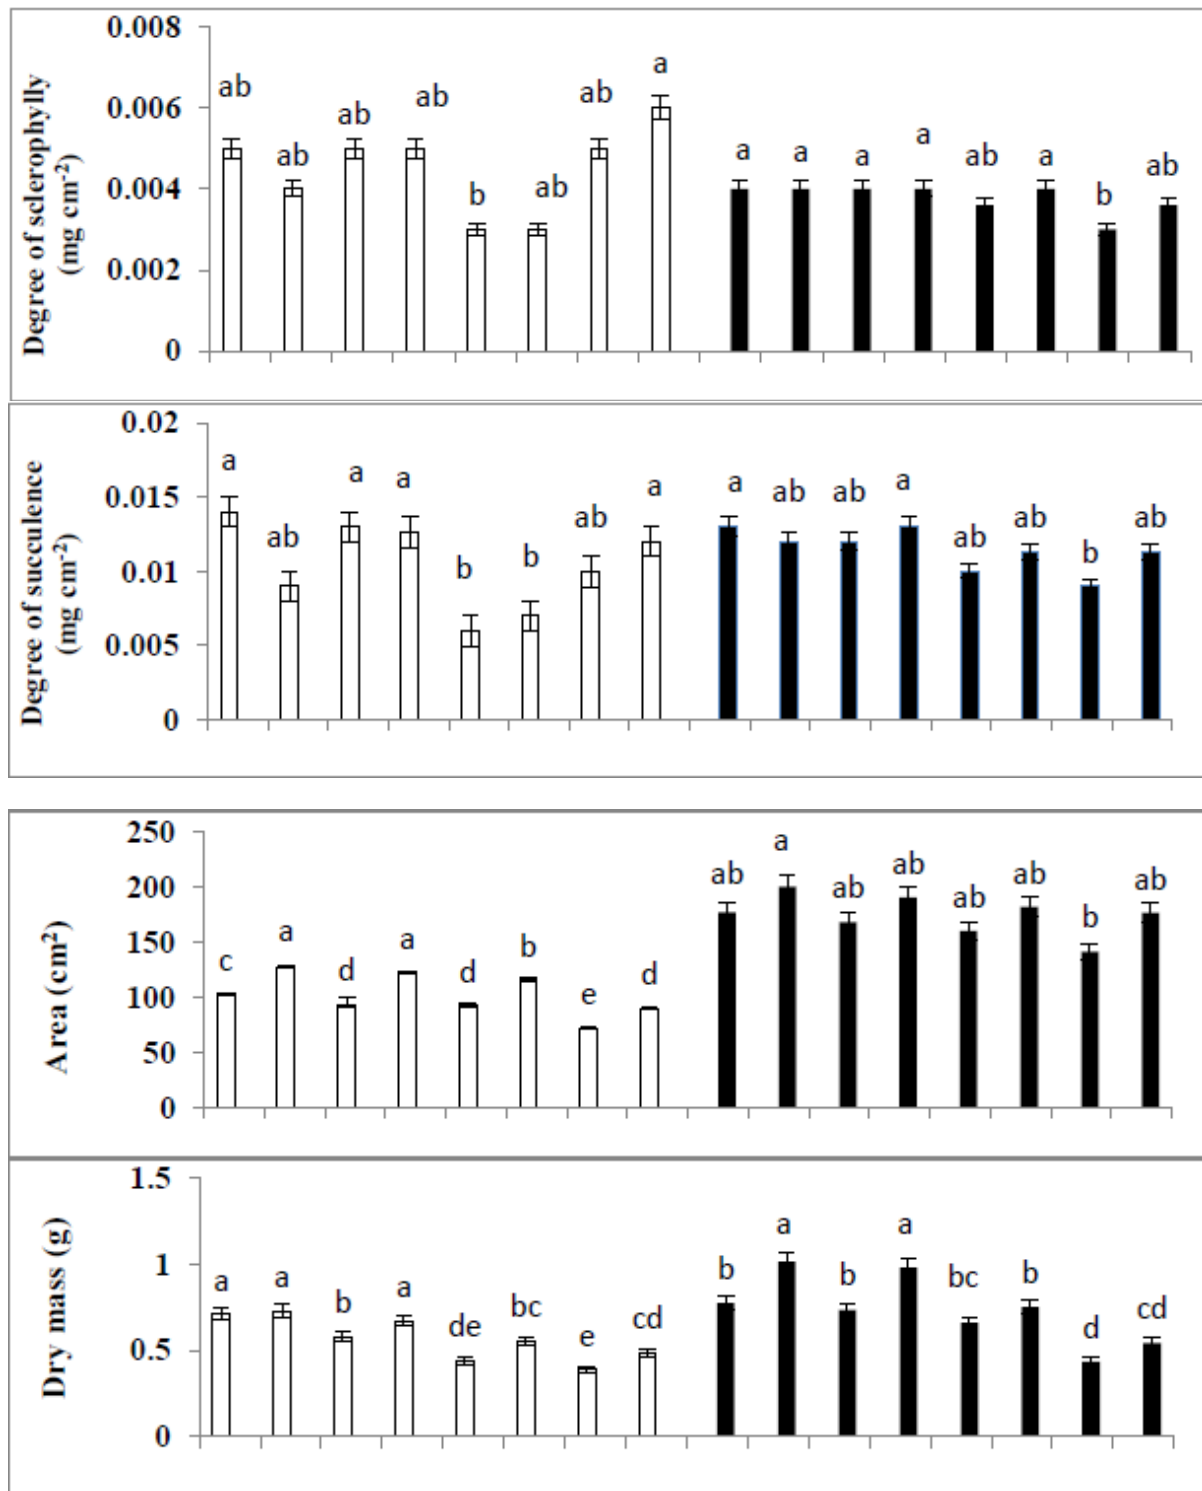 Degree of sclerophylly
(mg cm⁻²)
0.008
0.006
0.004
0.002
0
ab ab ab ab b ab ab a a a a a ab a b ab
Degree of succulence
(mg cm⁻²)
0.02
0.015
0.01
0.005
0
a ab a a b b ab a a ab ab a ab ab b ab
Area (cm²)
250
200
150
100
50
0
c a d a d b e d ab a ab ab ab ab b ab
Dry mass (g)
1.5
1
0.5
0
a a b a de bc e cd b a b a bc b d cd